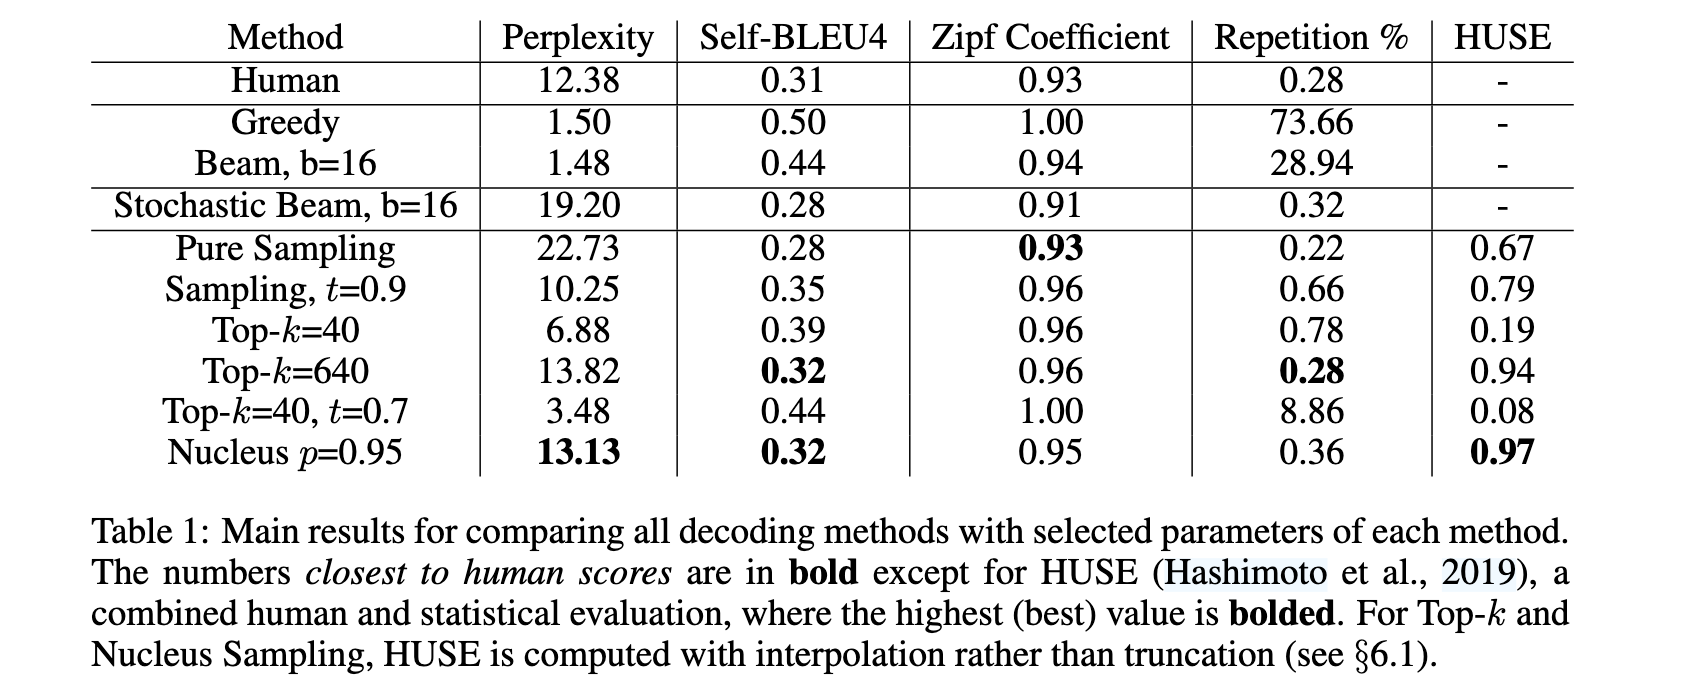 Method Perplexity Self-BLEU4 Zipf Coefficient Repetition % HUSE
Human 12.38 0.31 0.93 0.28 -
Greedy 1.50 0.50 1.00 73.66 -
Beam, b=16 1.48 0.44 0.94 28.94 -
Stochastic Beam, b=16 19.20 0.28 0.91 0.32 -
Pure Sampling 22.73 0.28 0.93 0.22 0.67
Sampling, t=0.9 10.25 0.35 0.96 0.66 0.79
Top-k=40 6.88 0.39 0.96 0.78 0.19
Top-k=640 13.82 0.32 0.96 0.28 0.94
Top-k=40, t=0.7 3.48 0.44 1.00 8.86 0.08
Nucleus p=0.95 13.13 0.32 0.95 0.36 0.97
Table 1: Main results for comparing all decoding methods with selected parameters of each method.
The numbers closest to human scores are in bold except for HUSE (Hashimoto et al., 2019), a
combined human and statistical evaluation, where the highest (best) value is bolded. For Top-k and
Nucleus Sampling, HUSE is computed with interpolation rather than truncation (see §6.1).